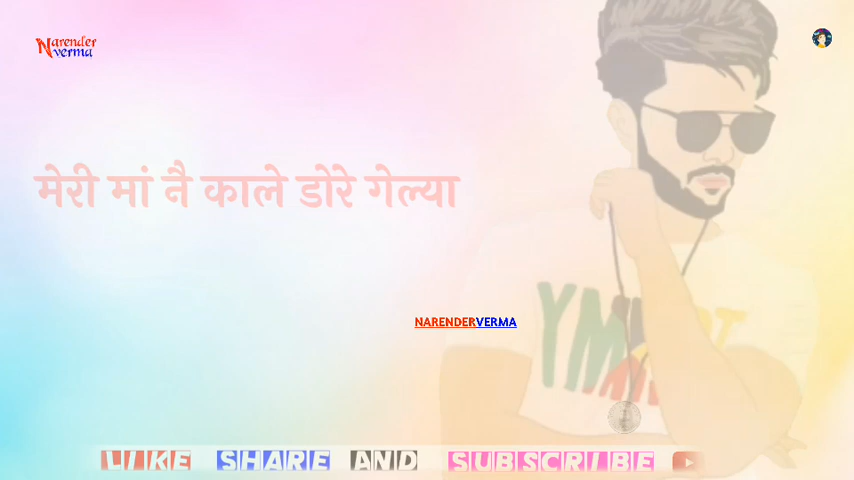 Narender
verma
मेरी मां नै काले डोरे गेल्या
NARENDERVERMA
LIKE SHARE AND SUBSCRIBE